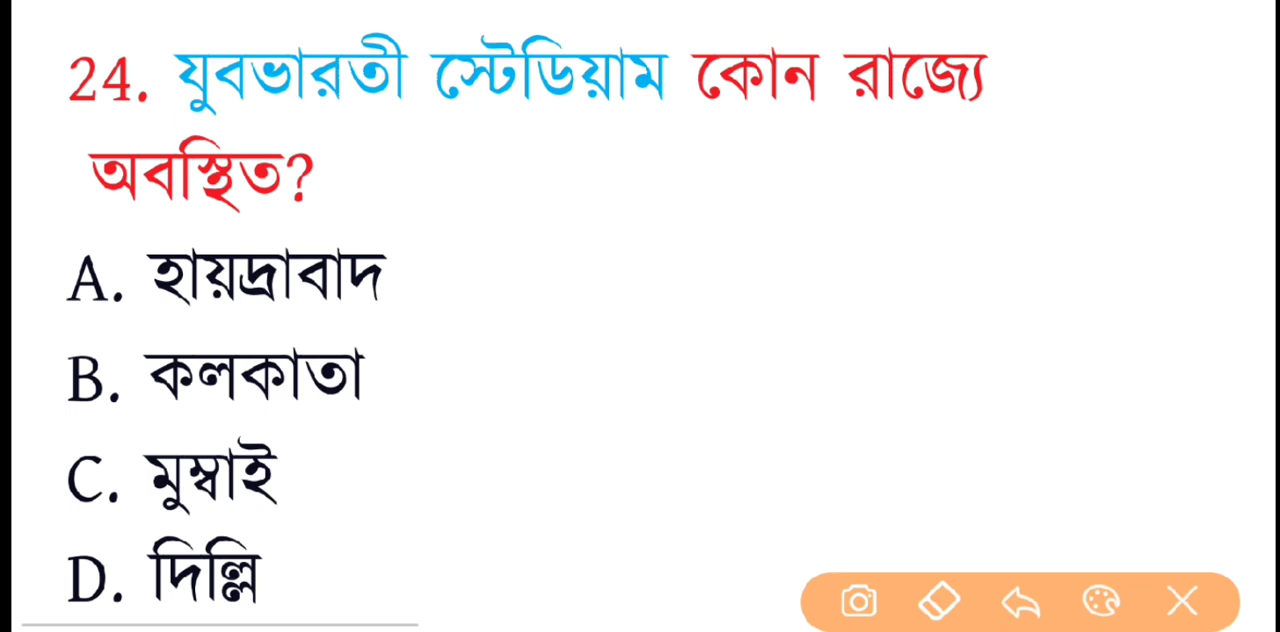 24. যুবভারতী স্টেডিয়াম কোন রাজ্যে
অবস্থিত?
A. হায়দ্রাবাদ
B. কলকাতা
C. মুম্বাই
D. দিল্লি